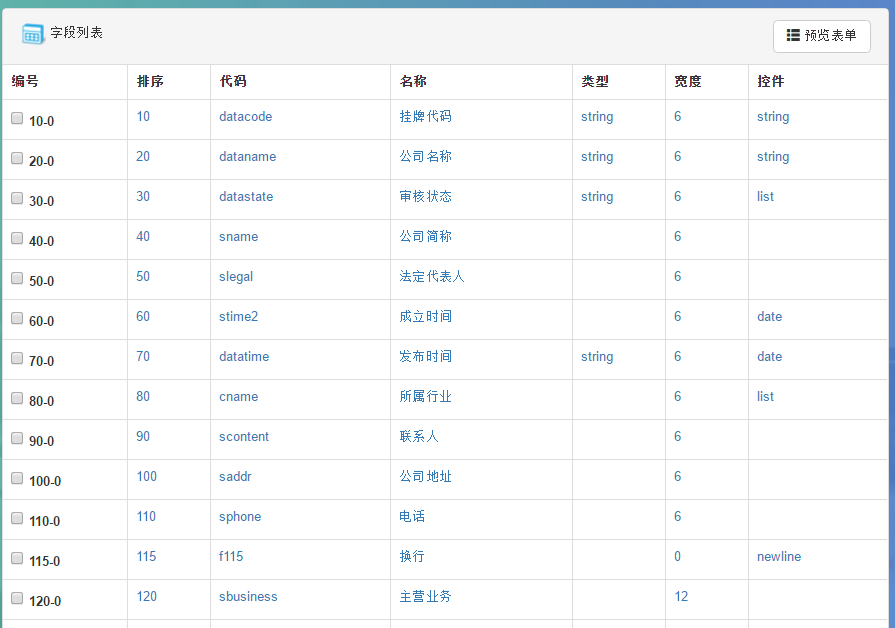 字段列表
预览表单
编号 排序 代码 名称 类型 宽度 控件
10-0 10 datacode 挂牌代码 string 6 string
20-0 20 dataname 公司名称 string 6 string
30-0 30 datastate 审核状态 string 6 list
40-0 40 sname 公司简称 6
50-0 50 slegal 法定代表人 6
60-0 60 stime2 成立时间 6 date
70-0 70 datatime 发布时间 string 6 date
80-0 80 cname 所属行业 6 list
90-0 90 scontent 联系人 6
100-0 100 saddr 公司地址 6
110-0 110 sphone 电话 6
115-0 115 f115 换行 0 newline
120-0 120 sbusiness 主营业务 12